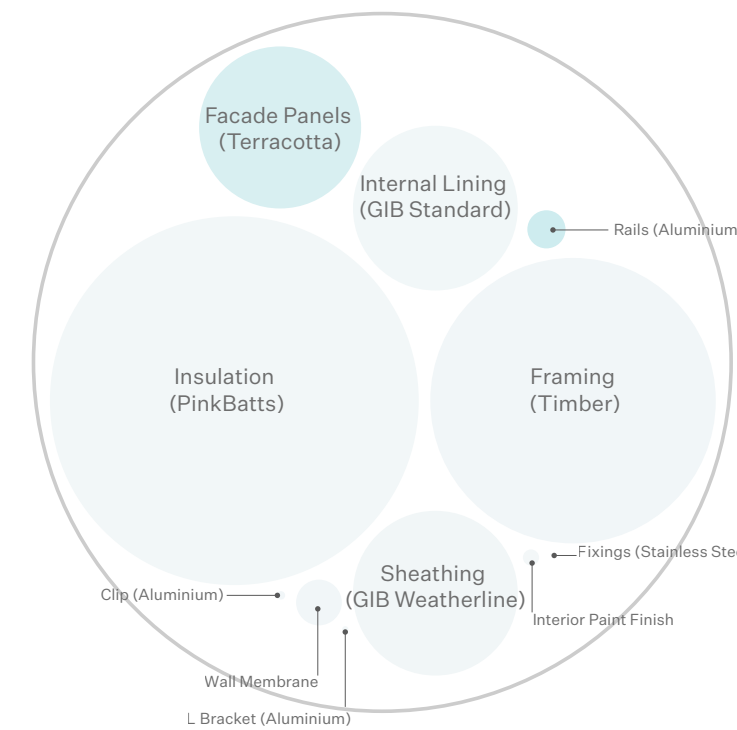 Facade Panels
(Terracotta)
Internal Lining
(GIB Standard)
Rails (Aluminium
Insulation
(PinkBatts)
Framing
(Timber)
Fixings (Stainless Ste
Sheathing
(GIB Weatherline)
Clip (Aluminium)
Interior Paint Finish
Wall Membrane
L Bracket (Aluminium)